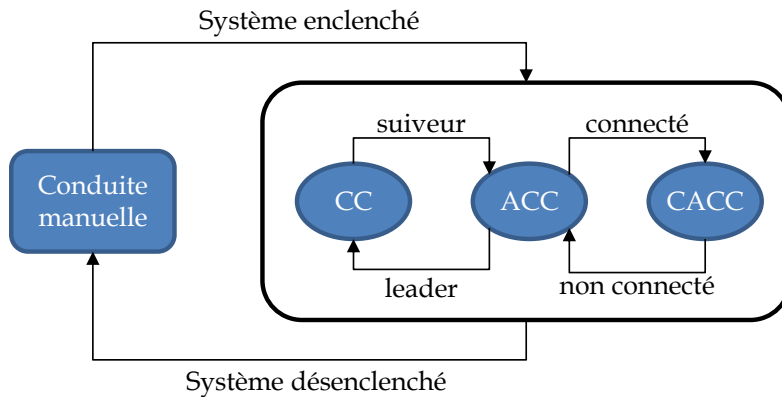 Système enclenché
suiveur
connecté
Conduite
manuelle
CC
ACC
CACC
leader
non connecté
Système désenclenché